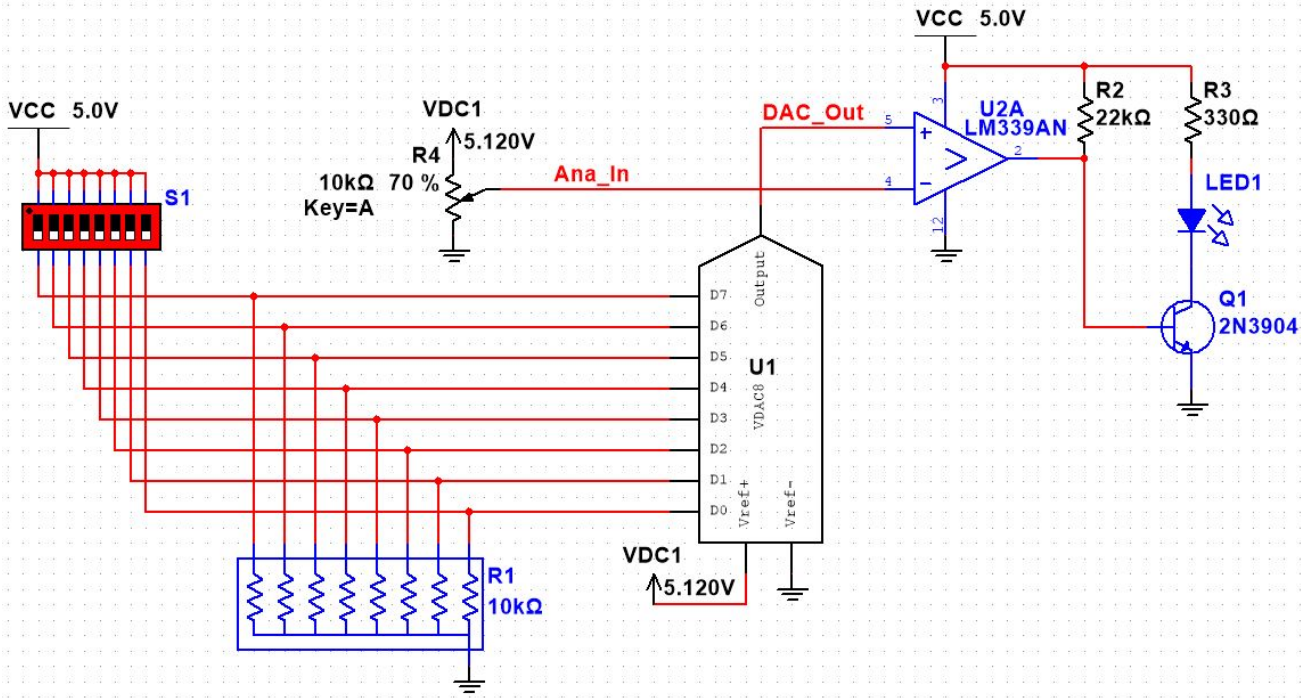 VCC 5.0V
VCC 5.0V
VDC1
5.120V
R4
10kΩ 70 %
Key=A
Ana_In
DAC_Out
S1
5
4
3
12
2
+
-
U2A
LM339AN
R2
22kΩ
R3
330Ω
LED1
Q1
2N3904
D7
D6
D5
D4
D3
D2
D1
D0
Output
U1
VDAC8
Vref+
Vref-
VDC1
5.120V
R1
10kΩ